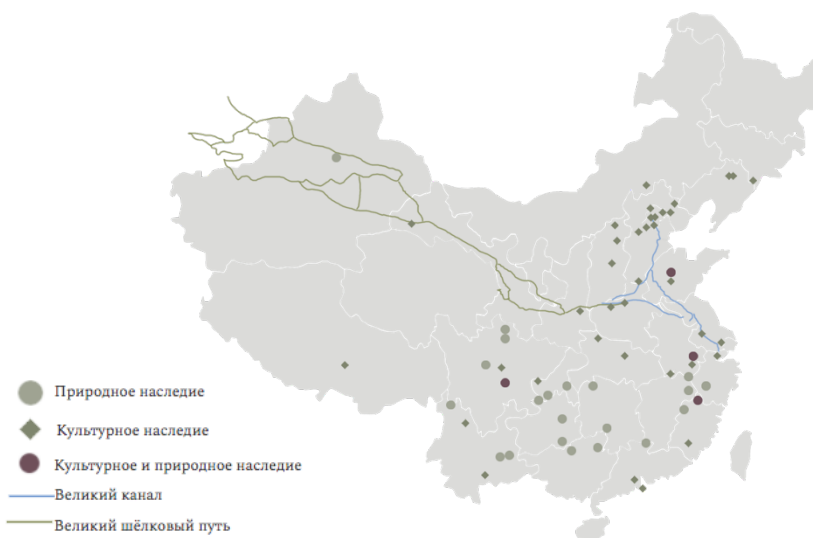 Природное наследие
Культурное наследие
Культурное и природное наследие
Великий канал
Великий шёлковый путь